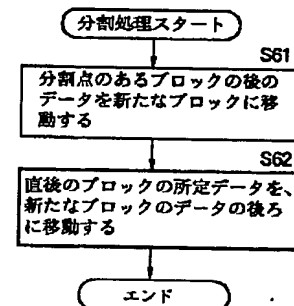 分割処理スタート
S61
分割点のあるブロックの後の
データを新たなブロックに移
動する
S62
直後のブロックの所定データを、
新たなブロックのデータの後ろ
に移動する
エンド